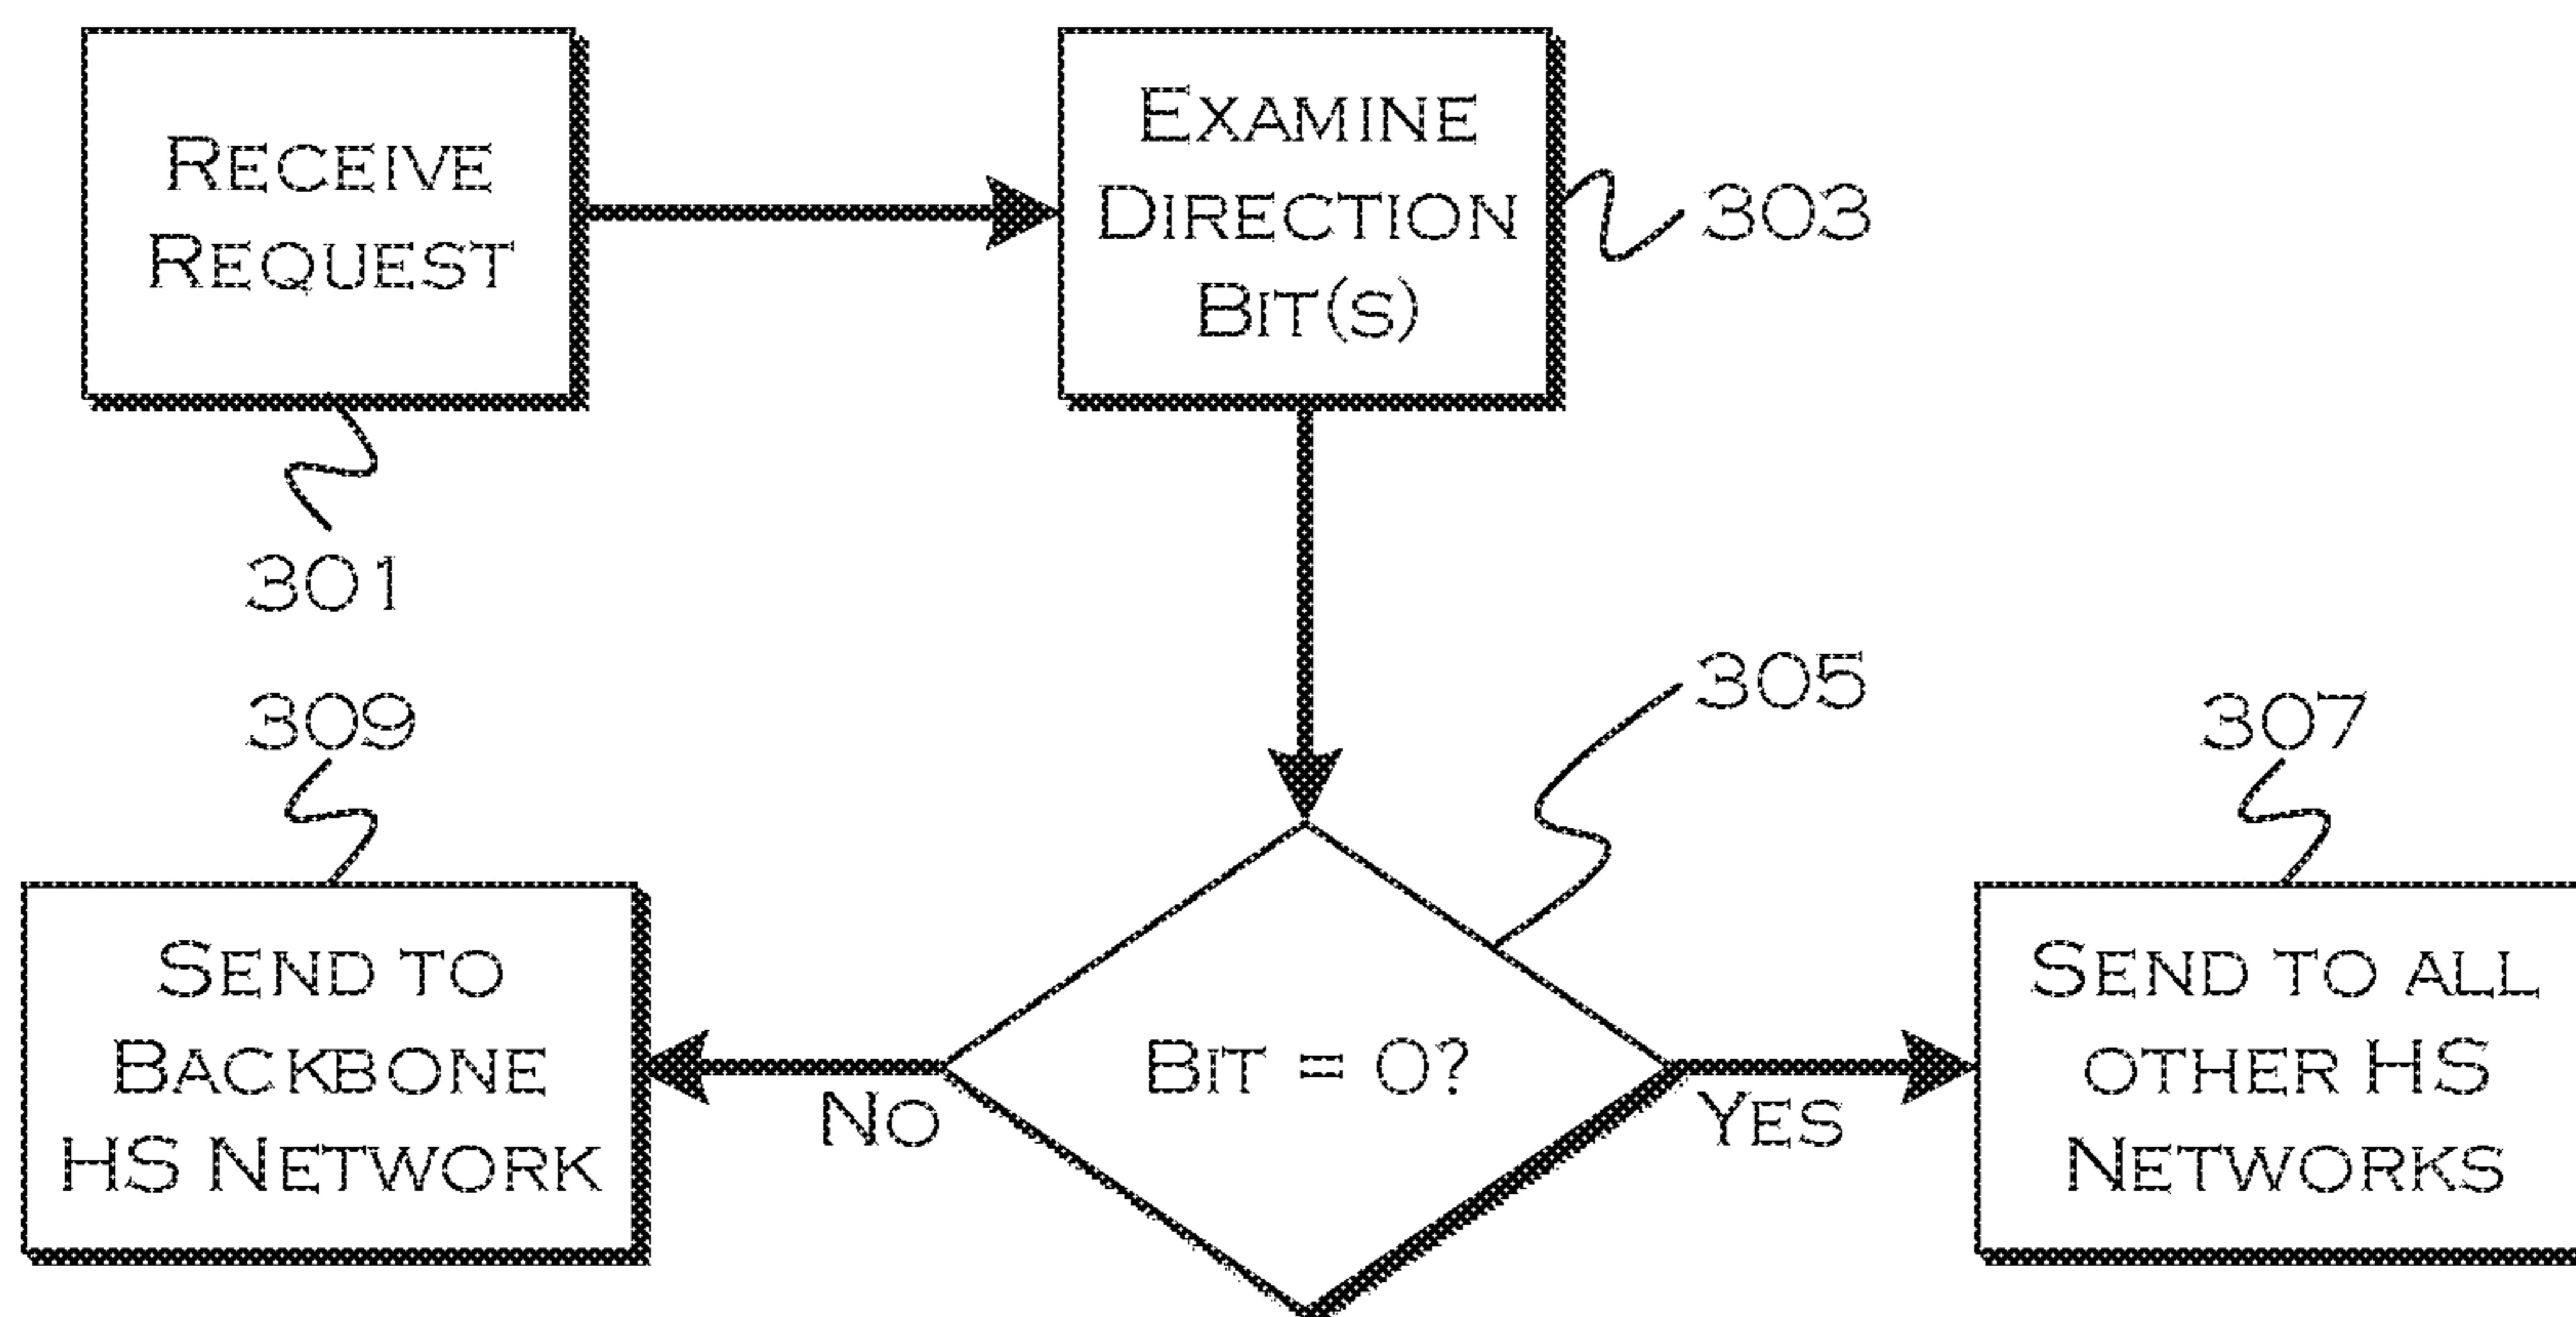 RECEIVE
REQUEST
EXAMINE
DIRECTION
BIT(S)
303
301
309
305
307
SEND TO
BACKBONE
HS NETWORK
BIT = 0?
NO
YES
SEND TO ALL
OTHER HS
NETWORKS